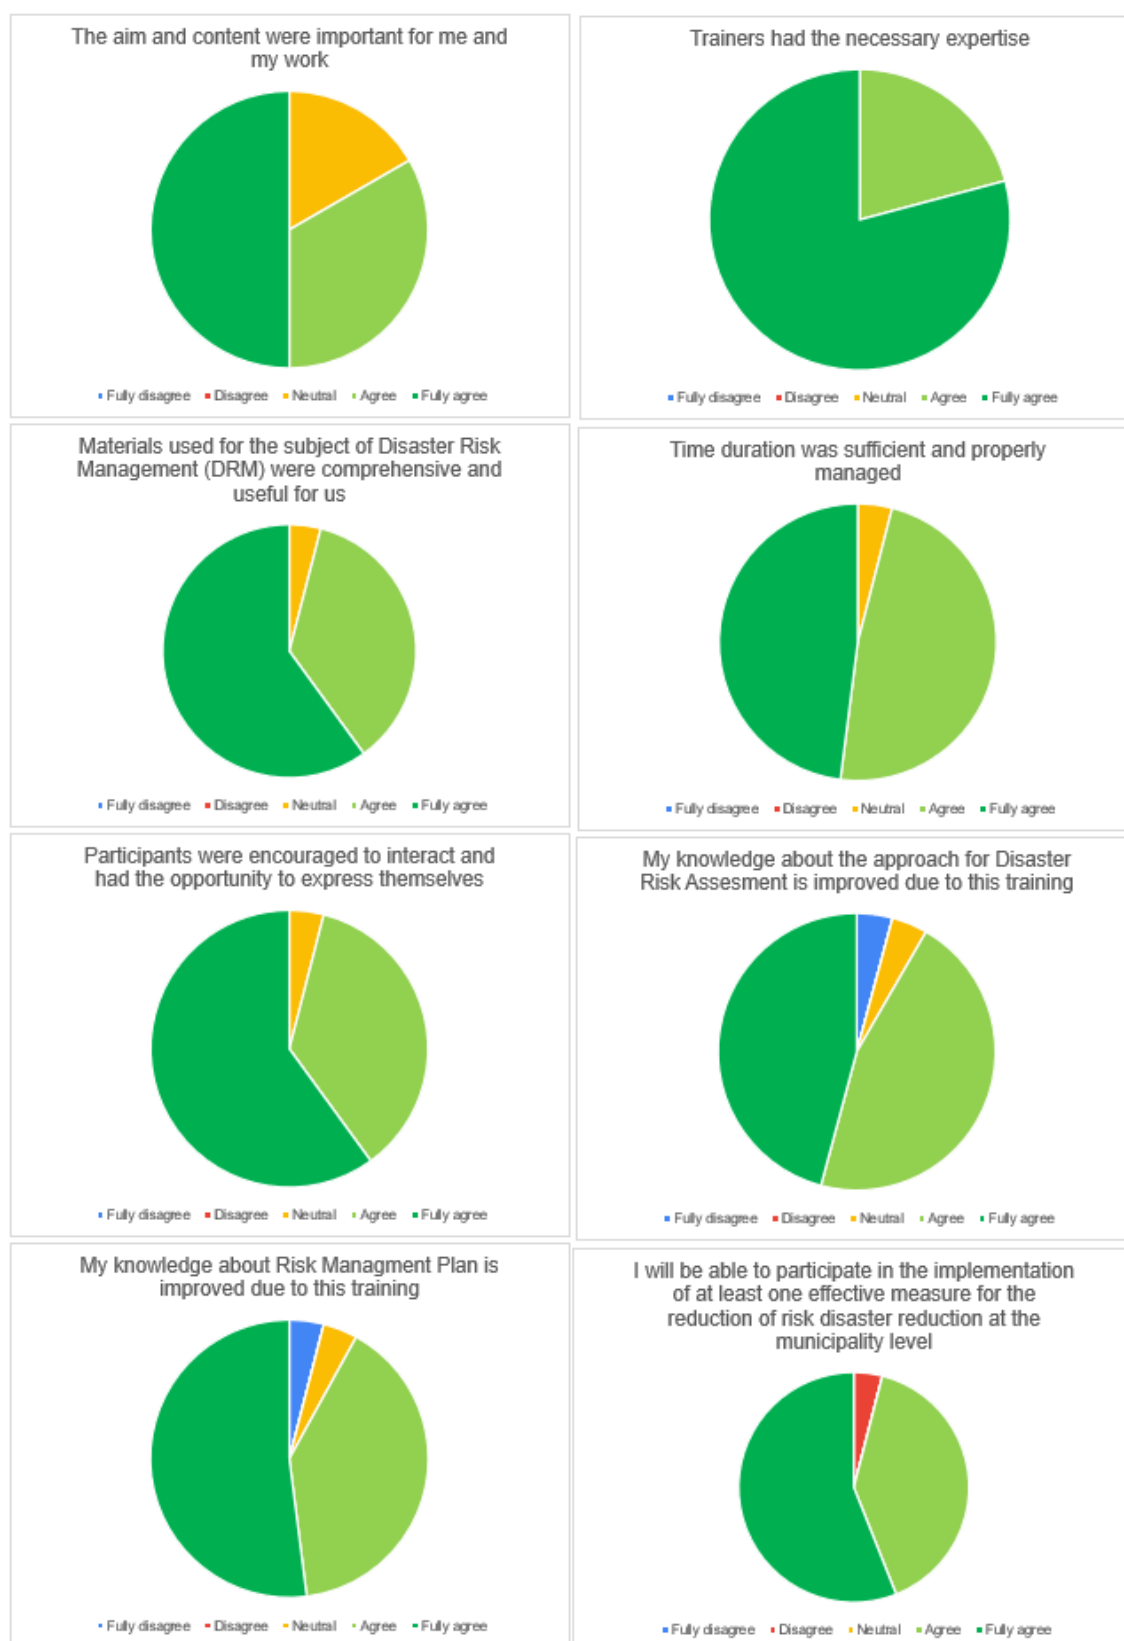 The aim and content were important for me and
my work
Fully disagree Disagree Neutral Agree Fully agree
Trainers had the necessary expertise
Fully disagree Disagree Neutral Agree Fully agree
Materials used for the subject of Disaster Risk
Management (DRM) were comprehensive and
useful for us
Fully disagree Disagree Neutral Agree Fully agree
Time duration was sufficient and properly
managed
Fully disagree Disagree Neutral Agree Fully agree
Participants were encouraged to interact and
had the opportunity to express themselves
Fully disagree Disagree Neutral Agree Fully agree
My knowledge about the approach for Disaster
Risk Assesment is improved due to this training
Fully disagree Disagree Neutral Agree Fully agree
My knowledge about Risk Managment Plan is
improved due to this training
Fully disagree Disagree Neutral Agree Fully agree
I will be able to participate in the implementation
of at least one effective measure for the
reduction of risk disaster reduction at the
municipality level
Fully disagree Disagree Neutral Agree Fully agree